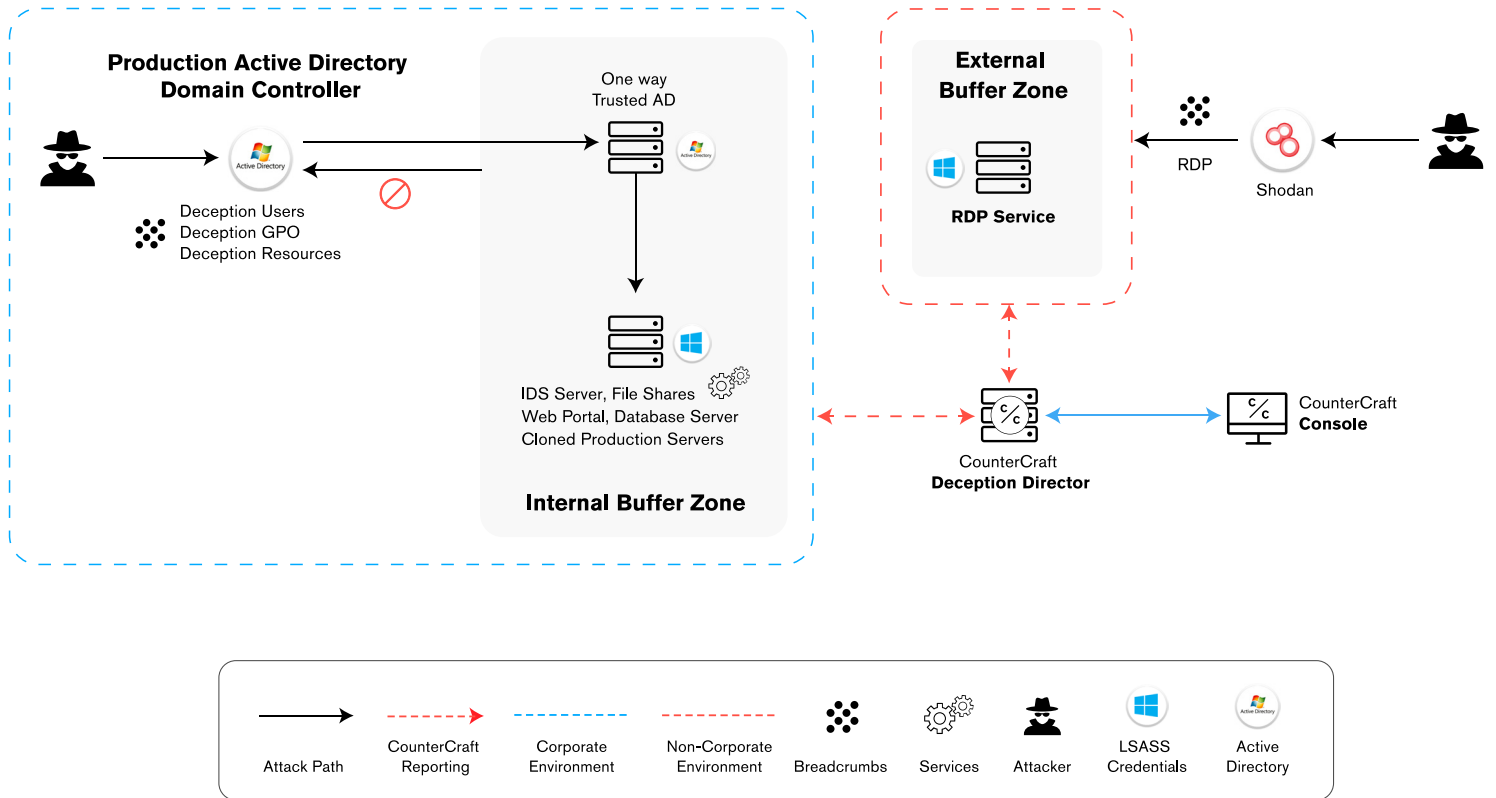 Production Active Directory
Domain Controller
Active Directory
Deception Users
Deception GPO
Deception Resources
One way
Trusted AD
Active Directory
IDS Server, File Shares
Web Portal, Database Server
Cloned Production Servers
Internal Buffer Zone
External
Buffer Zone
RDP Service
RDP
Shodan
C/C
CounterCraft
Deception Director
C/C
CounterCraft
Console
Attack Path
CounterCraft
Reporting
Corporate
Environment
Non-Corporate
Environment
Breadcrumbs
Services
Attacker
LSASS
Credentials
Active Directory
Active
Directory